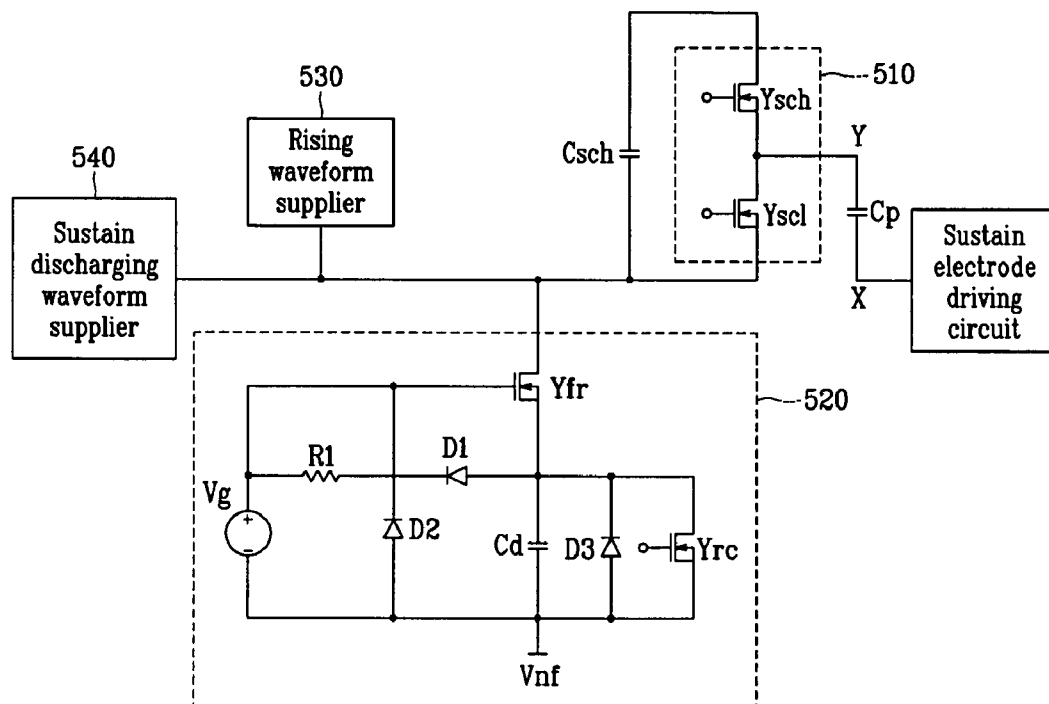 510
530
Ysch
Rising
waveform
supplier
Csch
Y
540
Sustain
discharging
waveform
supplier
Yscl
Cp
X
Sustain
electrode
driving
circuit
Yfr
520
R1
D1
Vg
+
−
D2
Cd
D3
Yrc
Vnf